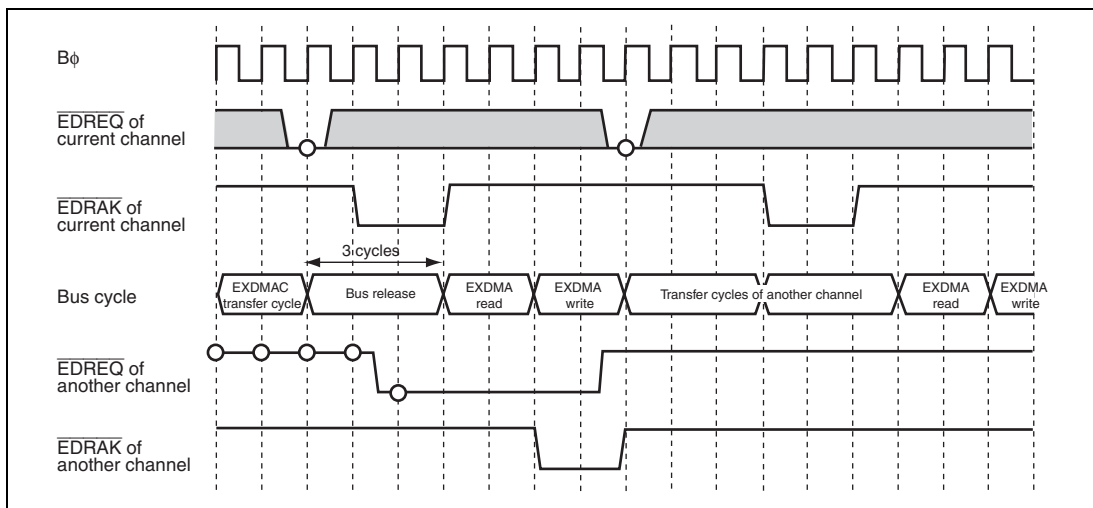 Bφ
EDREQ of
current channel
EDRAK of
current channel
3 cycles
Bus cycle
EXDMAC
transfer cycle
Bus release
EXDMA
read
EXDMA
write
Transfer cycles of another channel
EXDMA
read
EXDMA
write
EDREQ of
another channel
EDRAK of
another channel